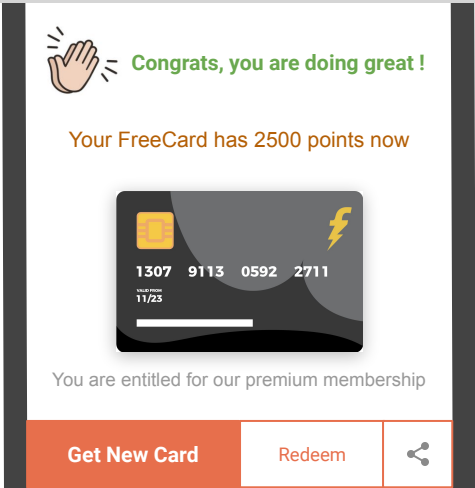 Congrats, you are doing great !
Your FreeCard has 2500 points now
1307 9113 0592 2711
VALID FROM
11/23
You are entitled for our premium membership
Get New Card
Redeem